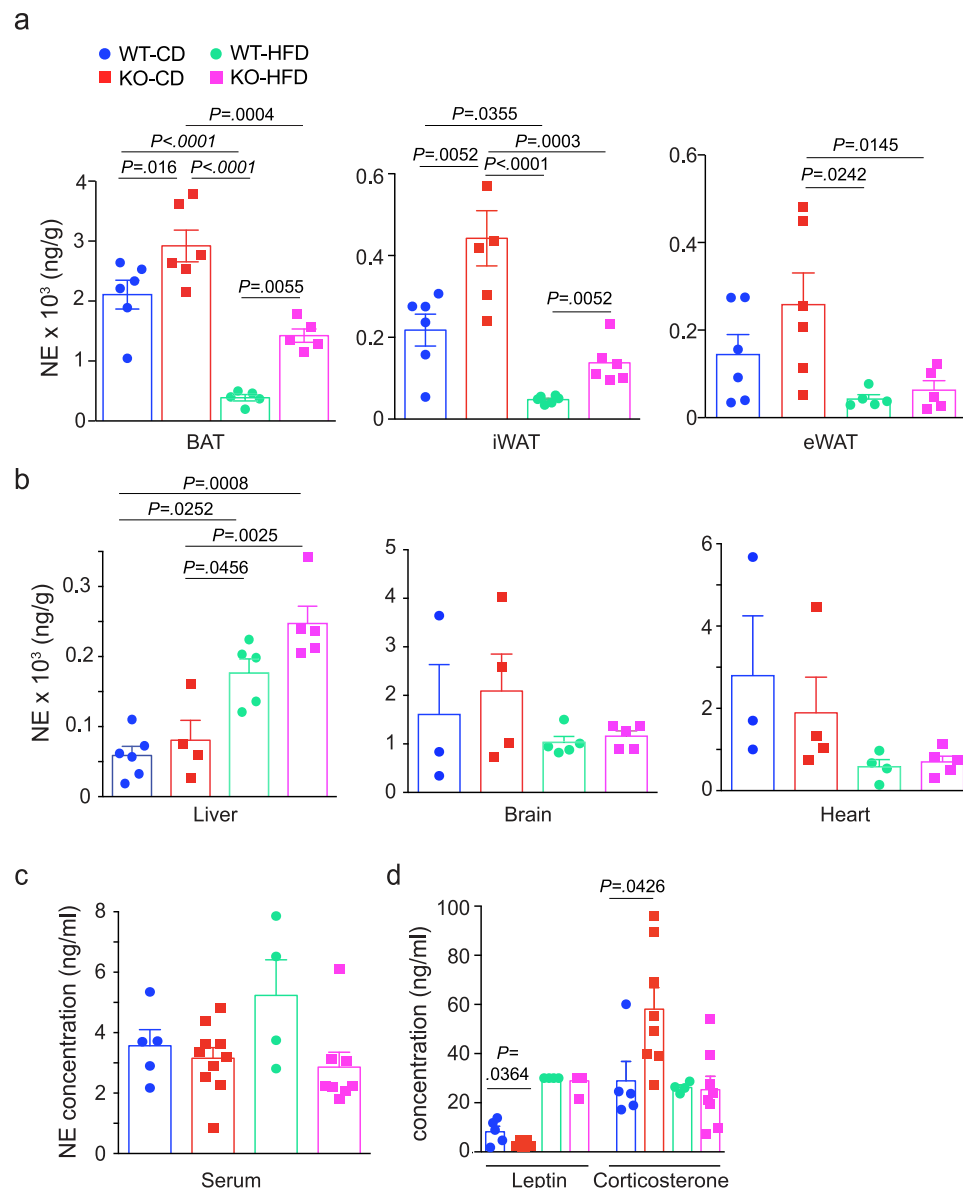 a
WT-CD WT-HFD
KO-CD KO-HFD
P=.0004
P<.0001
P=.016 P<.0001
P=.0055
NE x 10³ (ng/g)
4
3
2
1
0
BAT
P=.0355
P=.0003
P=.0052 P<.0001
P=.0052
0.6
0.4
0.2
0
iWAT
P=.0145
P=.0242
0.6
0.4
0.2
0
eWAT
b
P=.0008
P=.0252
P=.0025
P=.0456
NE x 10³ (ng/g)
0.3
0.2
0.1
0
Liver
5
4
3
2
1
0
Brain
6
4
2
0
Heart
c
NE concentration (ng/ml)
8
6
4
2
0
Serum
d
P=.0426
P=
.0364
concentration (ng/ml)
100
80
60
40
20
0
Leptin Corticosterone